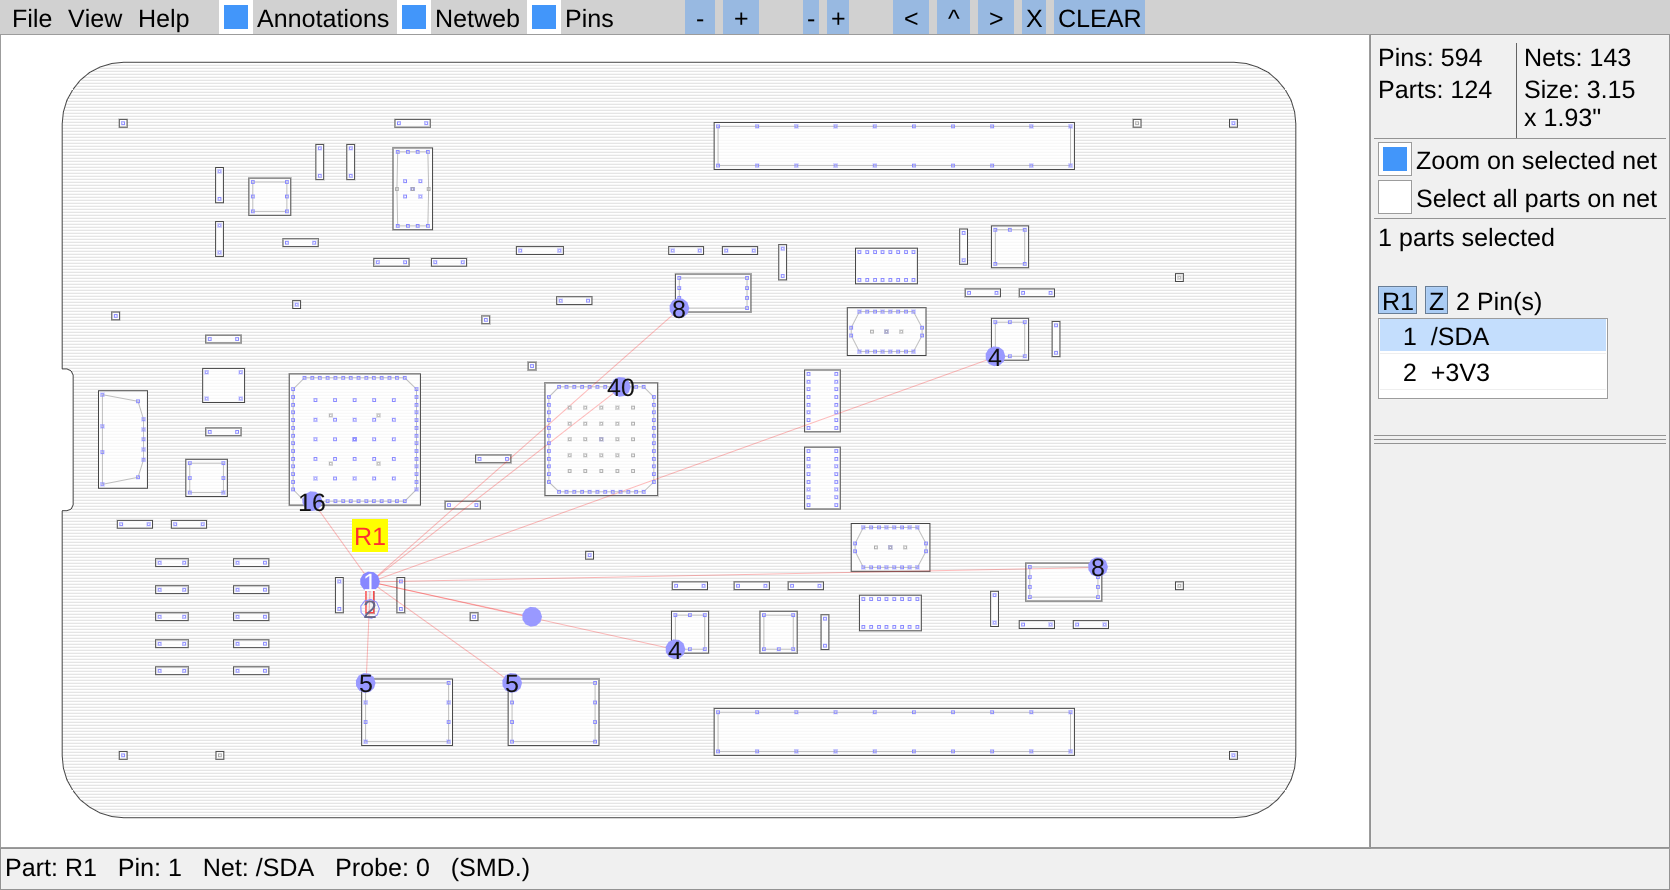 File View Help Annotations Netweb Pins - + - + < ^ > X CLEAR
Pins: 594 Nets: 143
Parts: 124 Size: 3.15
x 1.93"
Zoom on selected net
Select all parts on net
1 parts selected
R1 Z 2 Pin(s)
1 /SDA
2 +3V3
8
4
40
16
R1
8
1
2
4
5
5
Part: R1 Pin: 1 Net: /SDA Probe: 0 (SMD.)